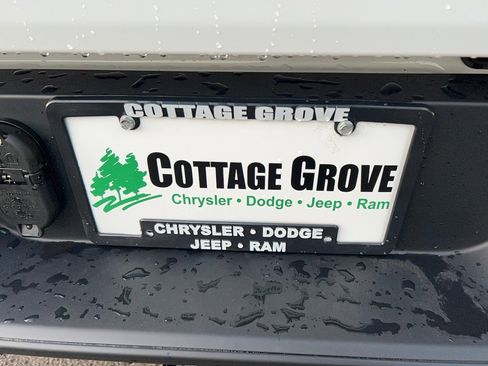 COTTAGE GROVE
COTTAGE GROVE
Chrysler • Dodge • Jeep • Ram
CHRYSLER • DODGE
JEEP • RAM